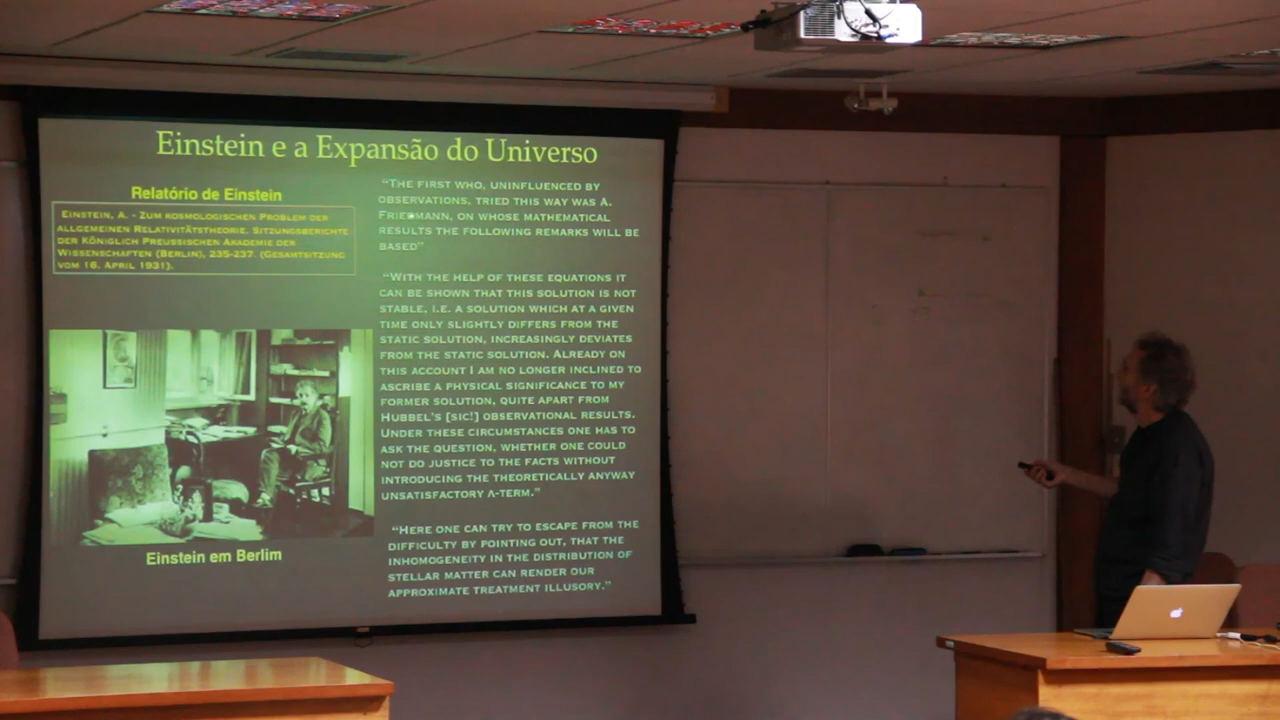 Einstein e a Expansão do Universo
Relatório de Einstein
Einstein, A. - Zum kosmologischen Problem der
allgemeinen Relativitätstheorie. Sitzungsberichte
der Königlich Preussischen Akademie der
Wissenschaften (Berlin), 235-237. (Gesamtsitzung
vom 16. April 1931).
Einstein em Berlim
“The first who, uninfluenced by
observations, tried this way was A.
Friedmann, on whose mathematical
results the following remarks will be
based”
“With the help of these equations it
can be shown that this solution is not
stable, i.e. a solution which at a given
time only slightly differs from the
static solution, increasingly deviates
from the static solution. Already on
this account I am no longer inclined to
ascribe a physical significance to my
former solution, quite apart from
Hubbel's [sic!] observational results.
Under these circumstances one has to
ask the question, whether one could
not do justice to the facts without
introducing the theoretically anyway
unsatisfactory Λ-term.”
“Here one can try to escape from the
difficulty by pointing out, that the
inhomogeneity in the distribution of
stellar matter can render our
approximate treatment illusory.”